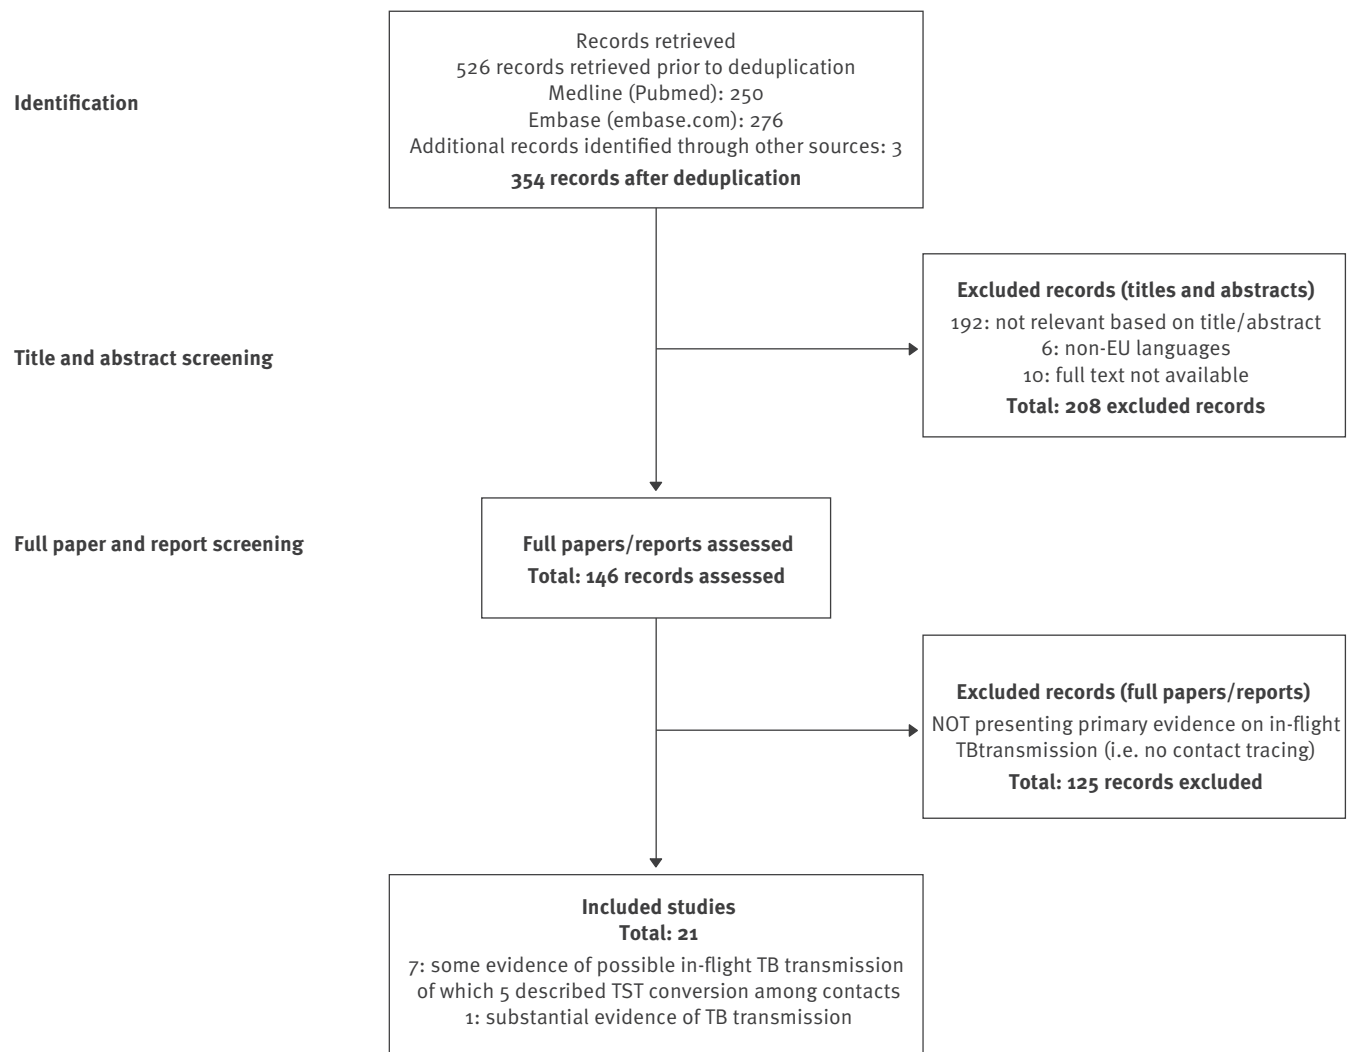 Identification
Records retrieved
526 records retrieved prior to deduplication
Medline (Pubmed): 250
Embase (embase.com): 276
Additional records identified through other sources: 3
354 records after deduplication
Title and abstract screening
Excluded records (titles and abstracts)
192: not relevant based on title/abstract
6: non-EU languages
10: full text not available
Total: 208 excluded records
Full paper and report screening
Full papers/reports assessed
Total: 146 records assessed
Excluded records (full papers/reports)
NOT presenting primary evidence on in-flight
TBtransmission (i.e. no contact tracing)
Total: 125 records excluded
Included studies
Total: 21
7: some evidence of possible in-flight TB transmission
of which 5 described TST conversion among contacts
1: substantial evidence of TB transmission